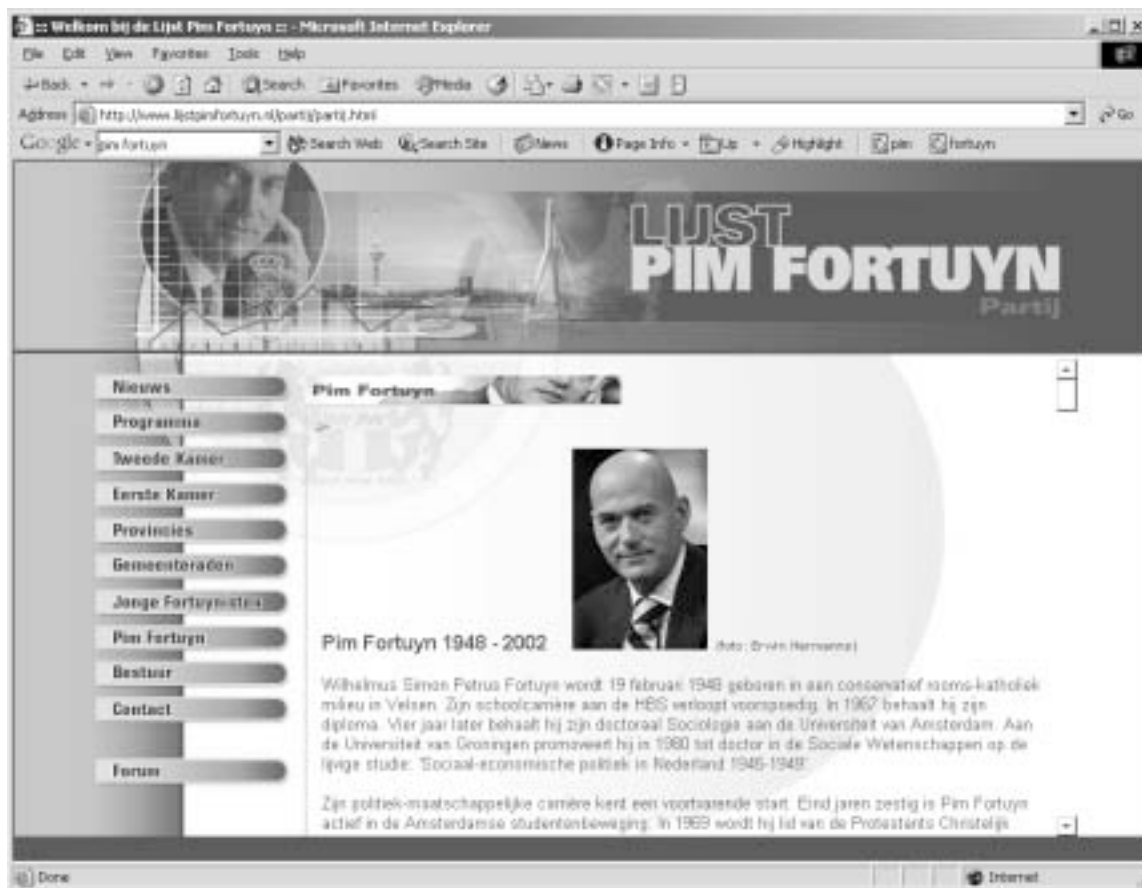 :: Welkom bij de Lijst Pim Fortuyn :: - Microsoft Internet Explorer
File Edit View Favorites Tools Help
Back Search Favorites Media
Address http://www.lijstpimfortuyn.nl/partij/partij.html Go
Google pim fortuyn Search Web Search Site News Page Info Up Highlight pim fortuyn
LIJST
PIM FORTUYN
Partij
Nieuws
Programma
Tweede Kamer
Eerste Kamer
Provincies
Gemeenteraden
Jonge Fortuynisten
Pim Fortuyn
Bestuur
Contact
Forum
Pim Fortuyn
Pim Fortuyn 1948 - 2002 (foto: Erwin Hermanns)
Wilhelmus Simon Petrus Fortuyn wordt 19 februari 1948 geboren in een conservatief rooms-katholiek
milieu in Velsen. Zijn schoolcarrière aan de HBS verloopt voorspoedig. In 1967 behaalt hij zijn
diploma. Vier jaar later behaalt hij zijn doctoraal Sociologie aan de Universiteit van Amsterdam. Aan
de Universiteit van Groningen promoveert hij in 1980 tot doctor in de Sociale Wetenschappen op de
lijvige studie: 'Sociaal-economische politiek in Nederland 1945-1949'.
Zijn politiek-maatschappelijke carrière kent een voortvarende start. Eind jaren zestig is Pim Fortuyn
actief in de Amsterdamse studentenbeweging. In 1969 wordt hij lid van de Protestants Christelijk
Done Internet